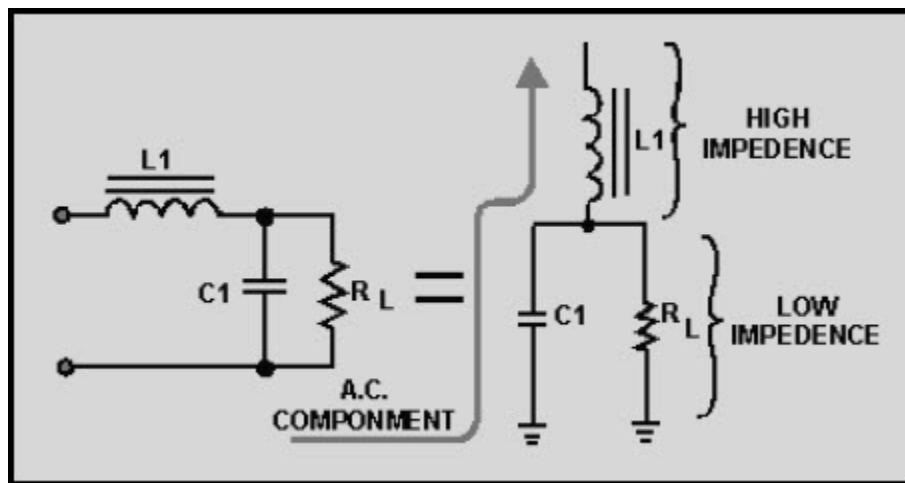 L1
C1
R L
A.C.
COMPONMENT
L1
HIGH
IMPEDENCE
C1
R L
LOW
IMPEDENCE